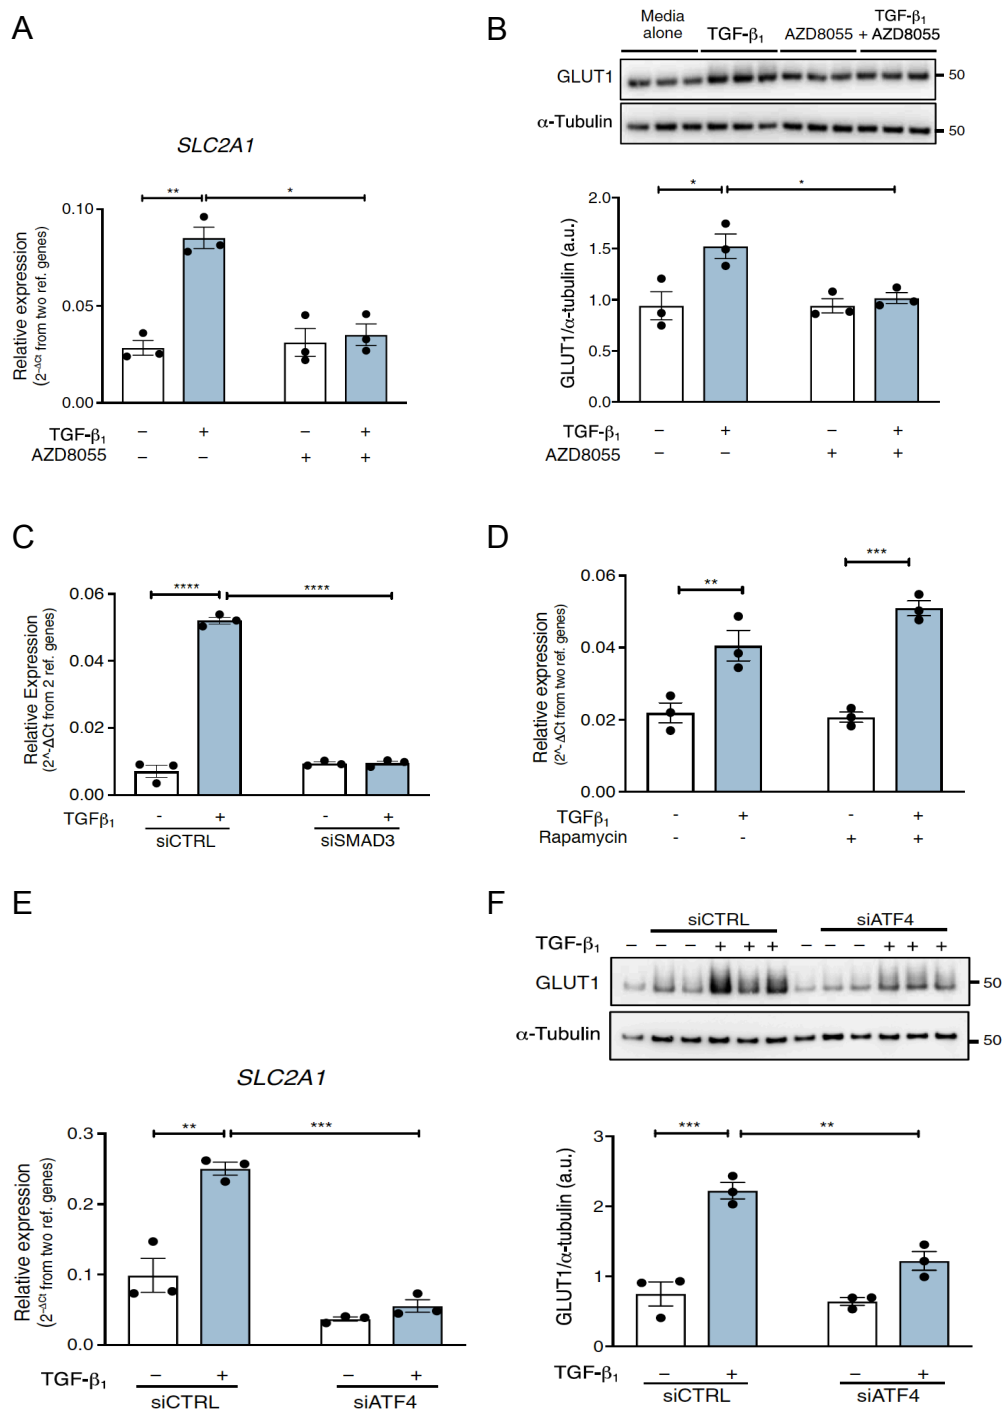 A
SLC2A1
** *
Relative expression
(2⁻ΔCt from two ref. genes)
0.10
0.05
0.00
TGF-β₁ – + – +
AZD8055 – – + +
B
Media alone TGF-β₁ AZD8055 TGF-β₁ + AZD8055
GLUT1 50
α-Tubulin 50
* *
GLUT1/α-tubulin (a.u.)
2.0
1.5
1.0
0.5
0.0
TGF-β₁ – + – +
AZD8055 – – + +
C
**** ****
Relative Expression
(2^-ΔCt from 2 ref. genes)
0.06
0.04
0.02
0.00
TGFβ₁ - + - +
siCTRL siSMAD3
D
** ***
Relative expression
(2^-ΔCt from two ref. genes)
0.06
0.04
0.02
0.00
TGFβ₁ - + - +
Rapamycin - - + +
E
SLC2A1
** ***
Relative expression
(2⁻ΔCt from two ref. genes)
0.3
0.2
0.1
0.0
TGF-β₁ – + – +
siCTRL siATF4
F
siCTRL siATF4
TGF-β₁ – – – + + + – – – + + +
GLUT1 50
α-Tubulin 50
*** **
GLUT1/α-tubulin (a.u.)
3
2
1
0
TGF-β₁ – + – +
siCTRL siATF4